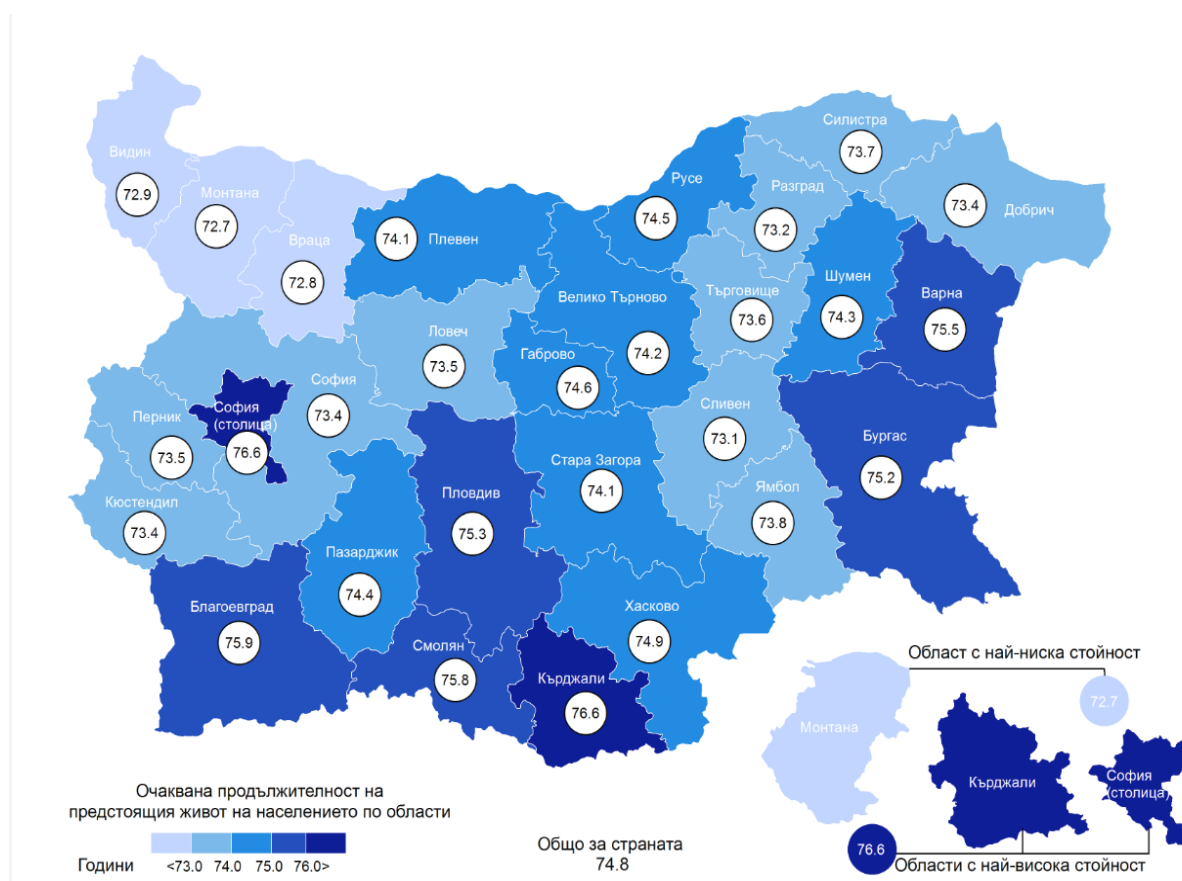 Силистра
73.7
Видин
72.9
Русе
74.5
Разград
73.2
Монтана
72.7
73.4
Добрич
Враца
72.8
74.1
Плевен
Шумен
74.3
Търговище
73.6
Варна
75.5
Велико Търново
74.2
Ловеч
73.5
Габрово
74.6
София
73.4
София
(столица)
76.6
Перник
73.5
Сливен
73.1
Бургас
75.2
Стара Загора
74.1
Ямбол
73.8
Пловдив
75.3
Кюстендил
73.4
Пазарджик
74.4
Благоевград
75.9
Хасково
74.9
Смолян
75.8
Кърджали
76.6
Област с най-ниска стойност
72.7
Монтана
Кърджали
София
(столица)
76.6
Области с най-висока стойност
Очаквана продължителност на
предстоящия живот на населението по области
Години <73.0 74.0 75.0 76.0>
Общо за страната
74.8